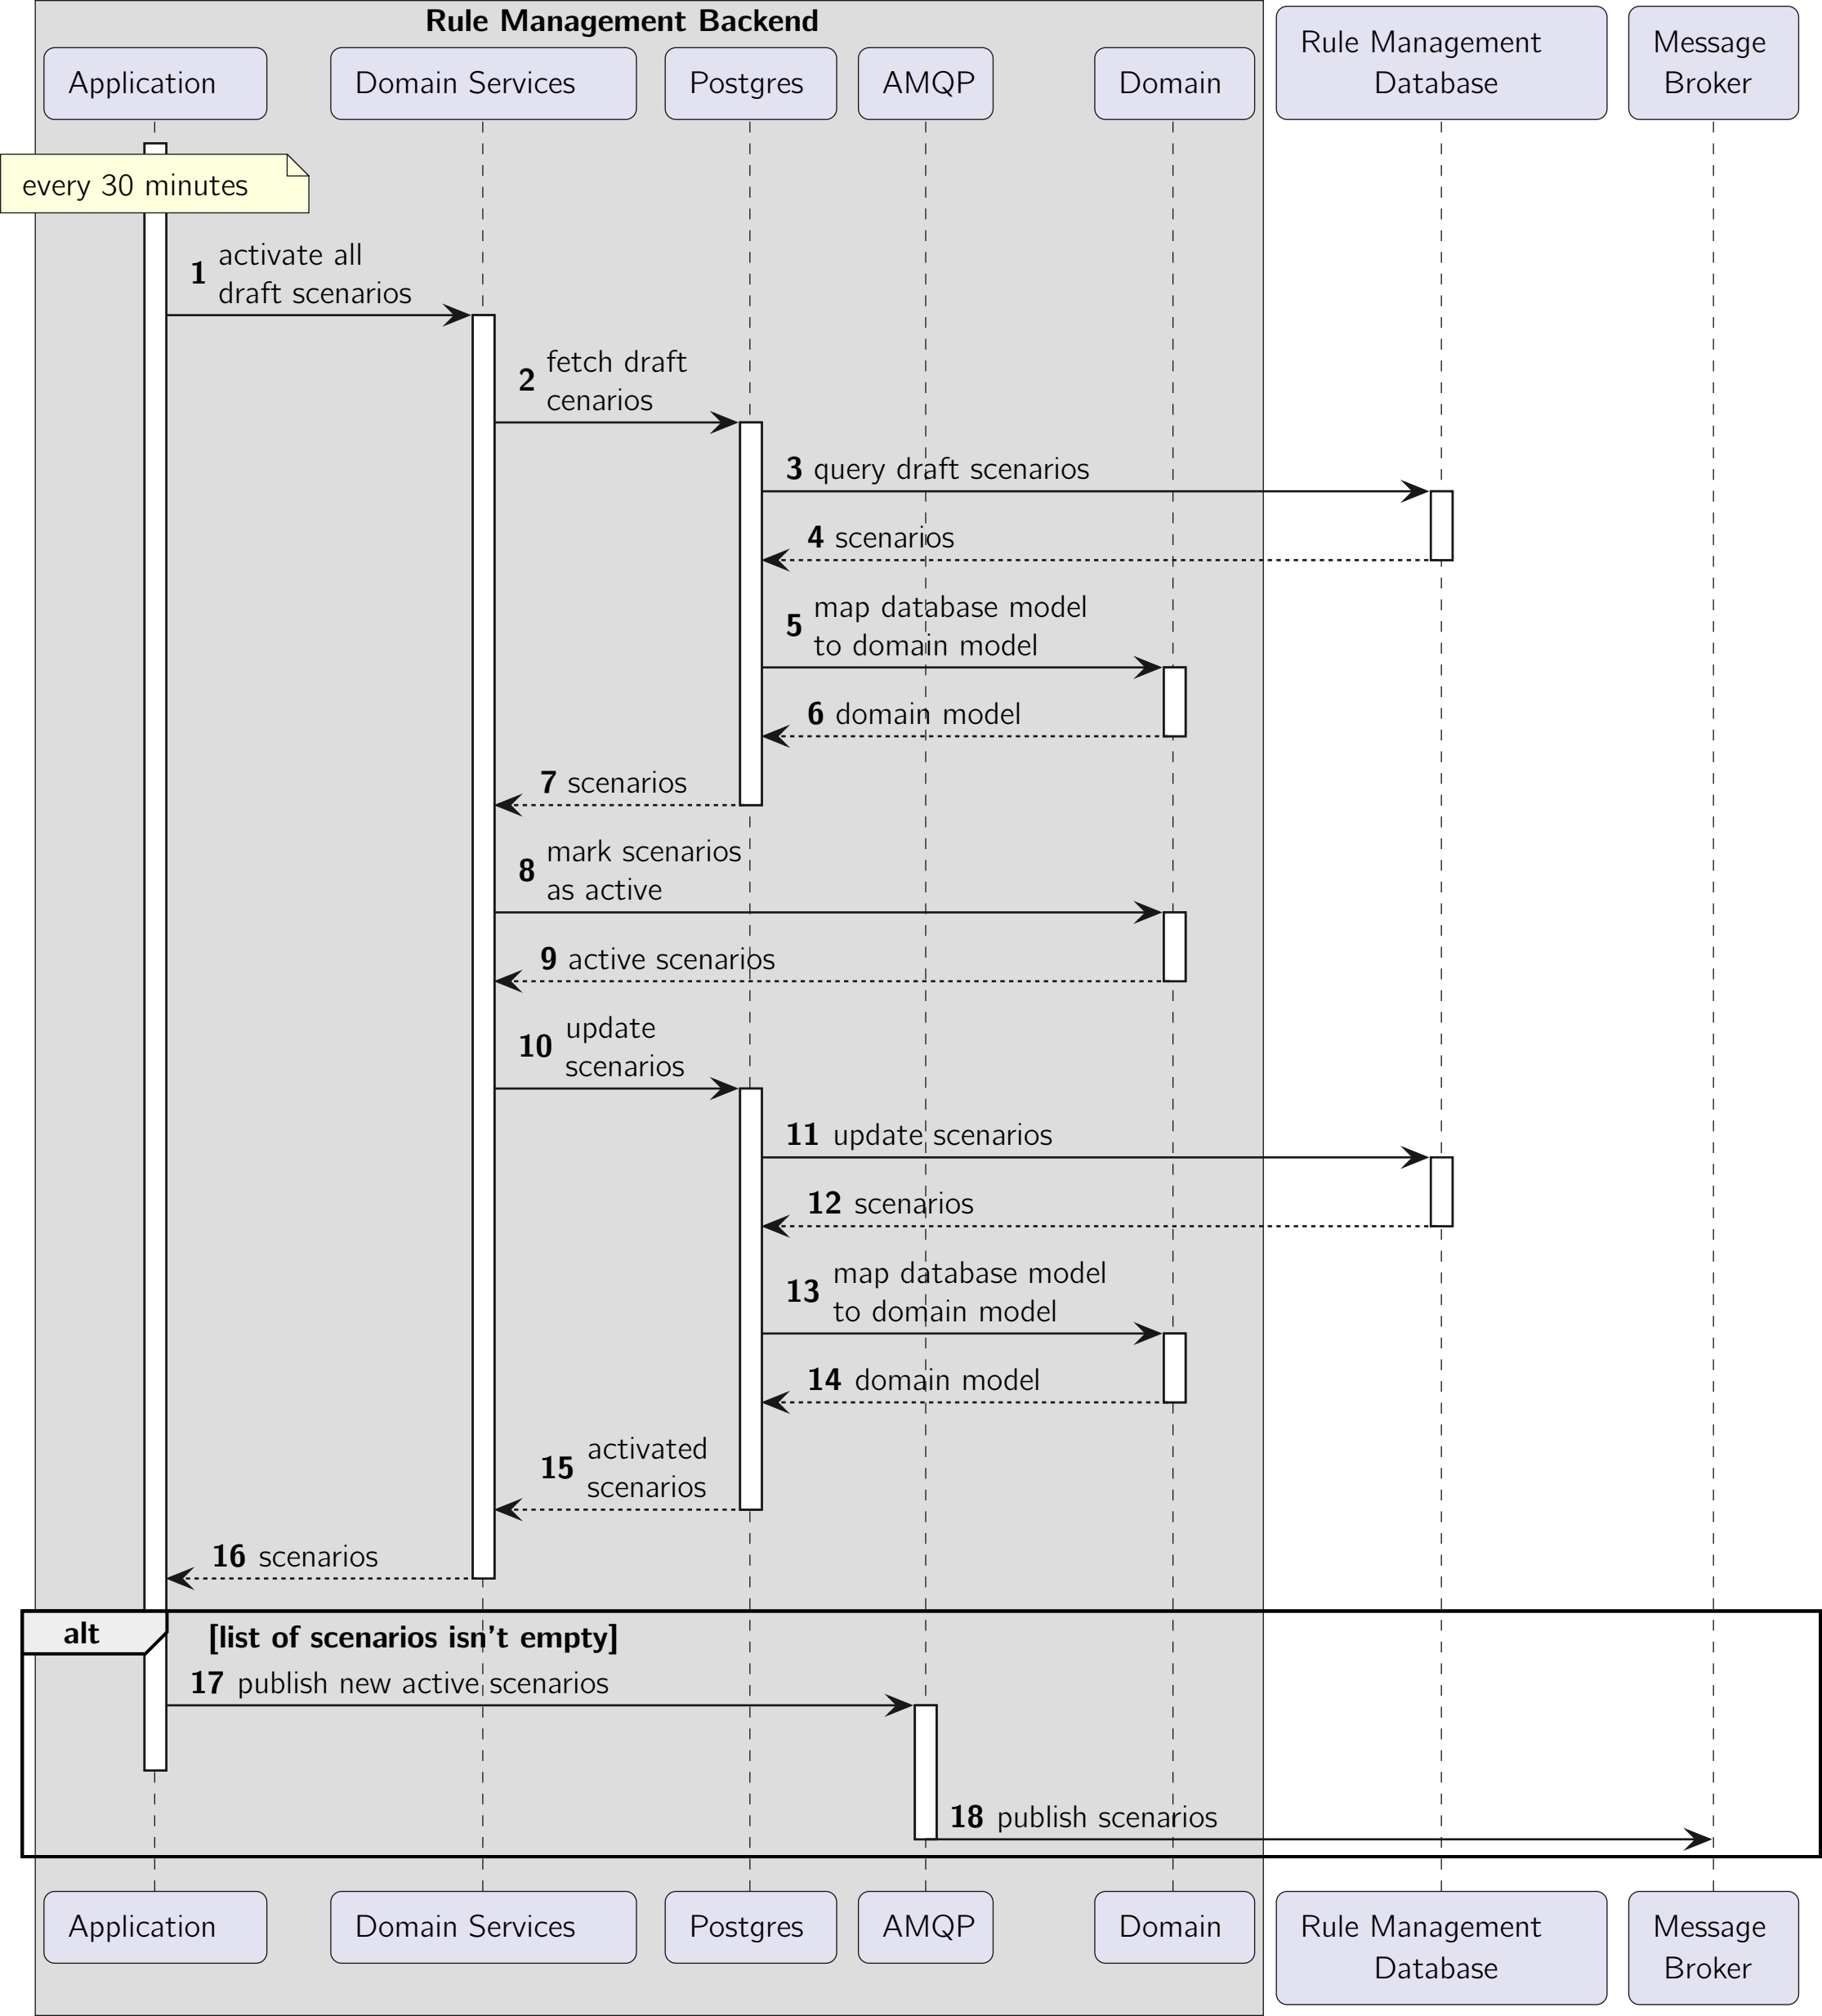 Rule Management Backend
Application
Domain Services
Postgres
AMQP
Domain
Rule Management
Database
Message
Broker
every 30 minutes
1 activate all
draft scenarios
2 fetch draft
cenarios
3 query draft scenarios
4 scenarios
5 map database model
to domain model
6 domain model
7 scenarios
8 mark scenarios
as active
9 active scenarios
10 update
scenarios
11 update scenarios
12 scenarios
13 map database model
to domain model
14 domain model
15 activated
scenarios
16 scenarios
alt [list of scenarios isn't empty]
17 publish new active scenarios
18 publish scenarios
Application
Domain Services
Postgres
AMQP
Domain
Rule Management
Database
Message
Broker